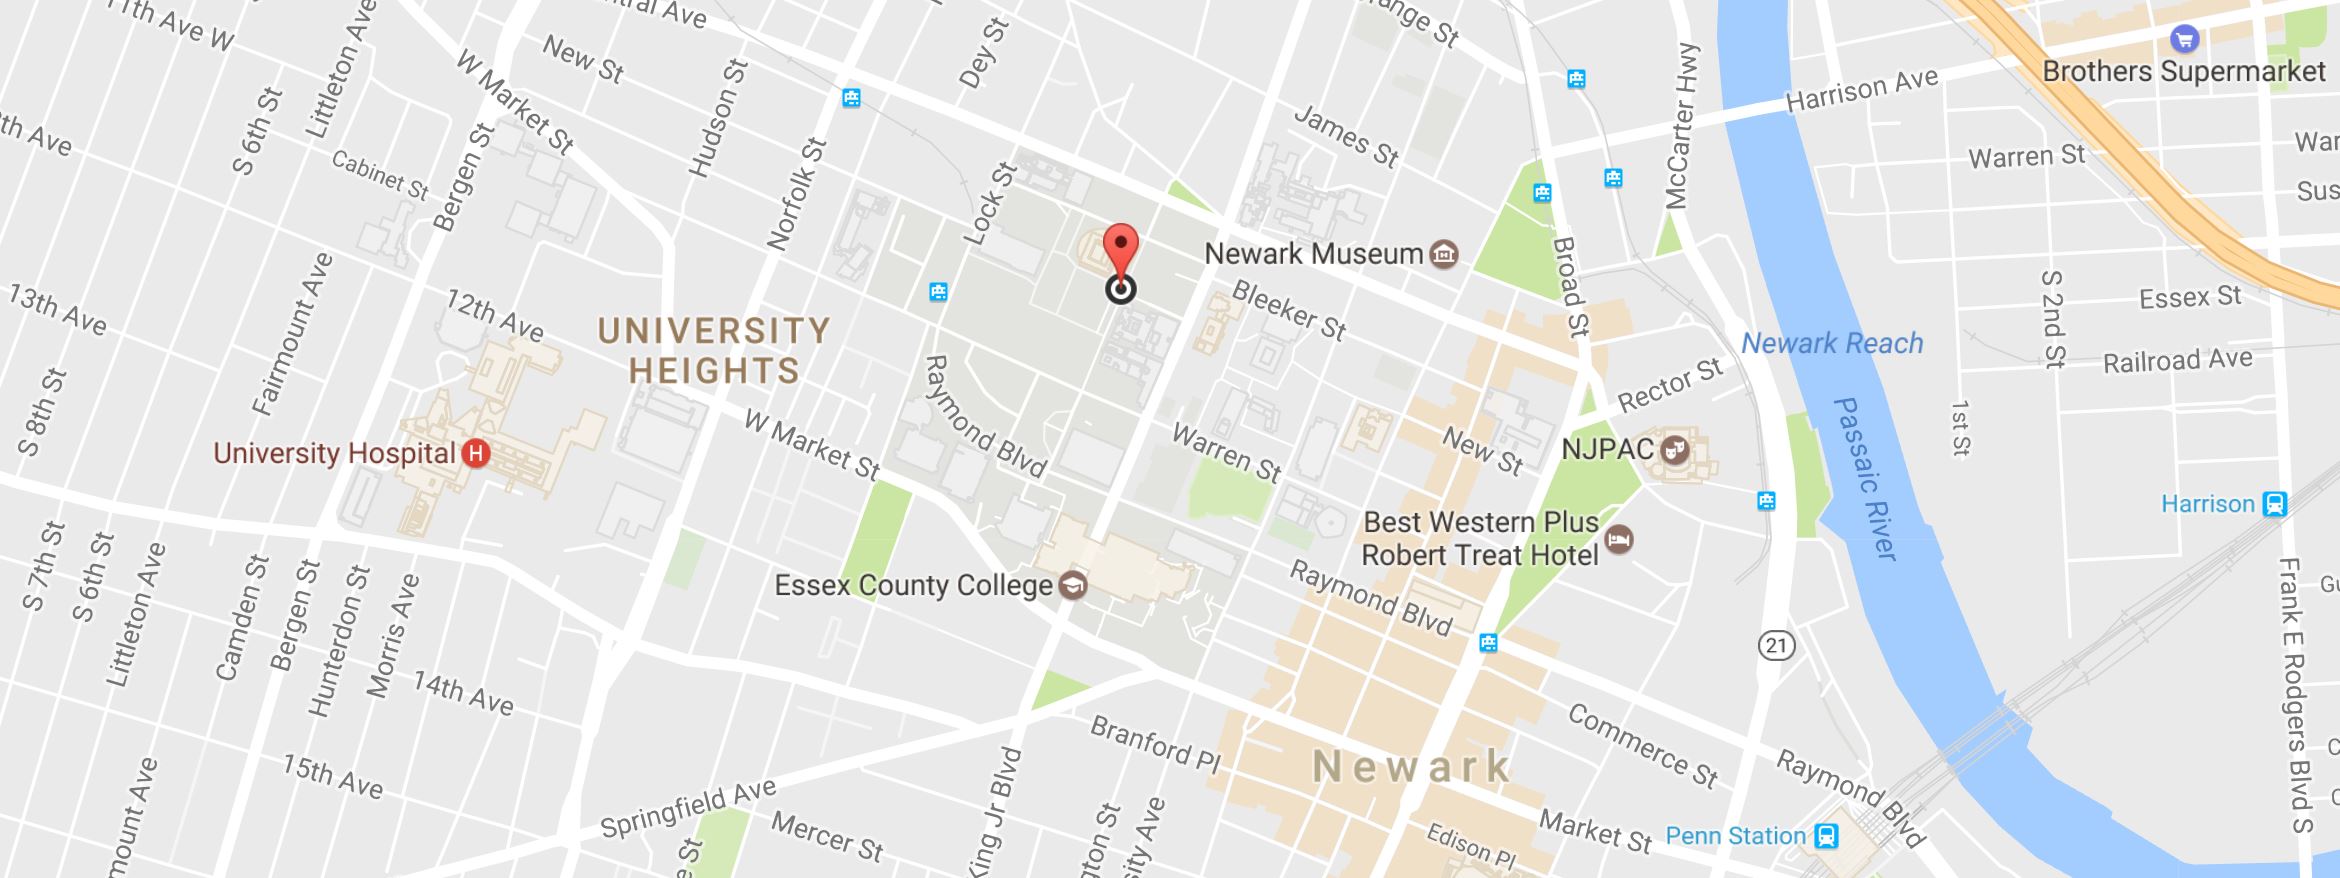 11th Ave W
Littleton Ave
New St
W Market St
Dey St
James St
McCarter Hwy
Harrison Ave
Brothers Supermarket
S 6th St
Hudson St
Cabinet St
Bergen St
Norfolk St
Lock St
Warren St
Newark Museum
Broad St
Bleeker St
13th Ave
Fairmount Ave
12th Ave
UNIVERSITY
HEIGHTS
S 2nd St
Essex St
Newark Reach
Railroad Ave
Rector St
S 8th St
Raymond Blvd
W Market St
Warren St
New St
NJPAC
Passaic River
1st St
University Hospital
H
Harrison
Best Western Plus
Robert Treat Hotel
S 7th St
S 6th St
Littleton Ave
Camden St
Bergen St
Hunterdon St
Morris Ave
Essex County College
Raymond Blvd
Frank E Rodgers Blvd S
21
14th Ave
Branford Pl
Commerce St
Newark
15th Ave
Springfield Ave
Mercer St
King Jr Blvd
Raymond Blvd
Market St
Penn Station
Edison Pl